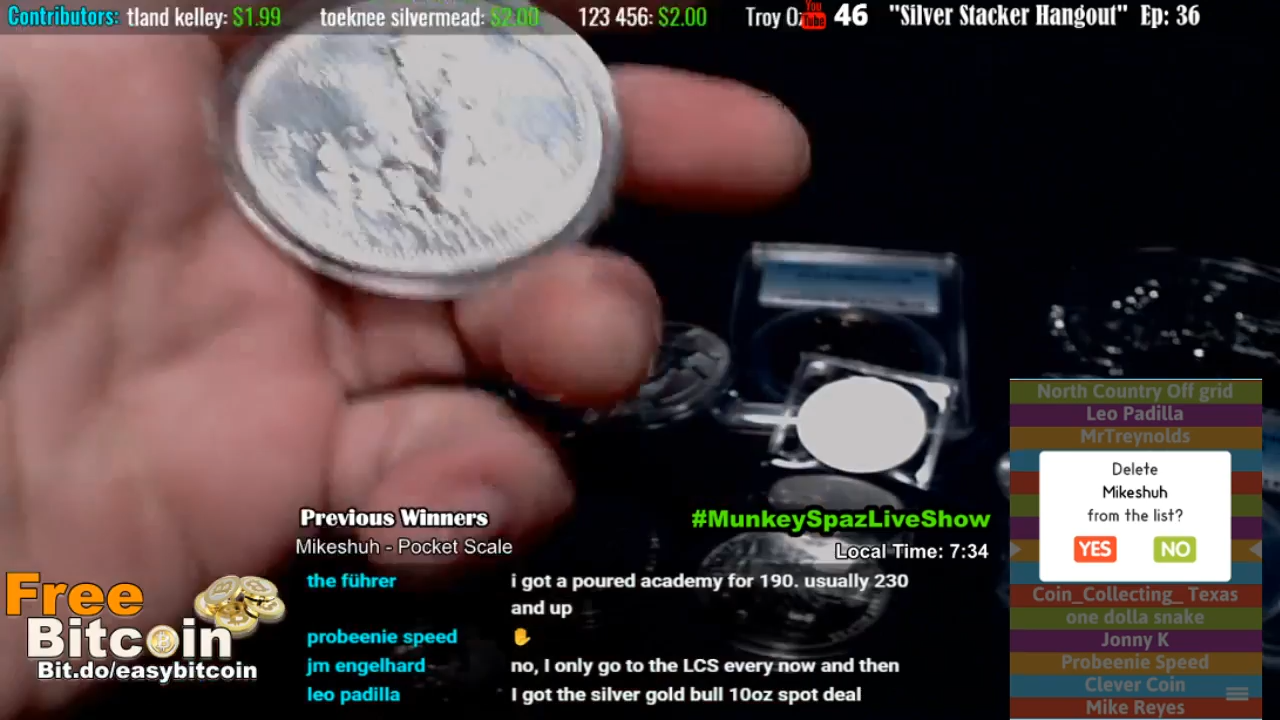 Contributors: tland kelley: $1.99 toeknee silvermead: $2.00 123 456: $2.00 Troy Oz YouTube 46 "Silver Stacker Hangout" Ep: 36
North Country Off grid
Leo Padilla
MrTreynolds
Delete
Mikeshuh
from the list?
YES NO
Coin_Collecting_Texas
one dolla snake
Jonny K
Probeenie Speed
Clever Coin
Mike Reyes
Previous Winners
Mikeshuh - Pocket Scale
#MunkeySpazLiveShow
Local Time: 7:34
the führer i got a poured academy for 190. usually 230
and up
probeenie speed ✋
jm engelhard no, I only go to the LCS every now and then
leo padilla I got the silver gold bull 10oz spot deal
Free
Bitcoin
Bit.do/easybitcoin